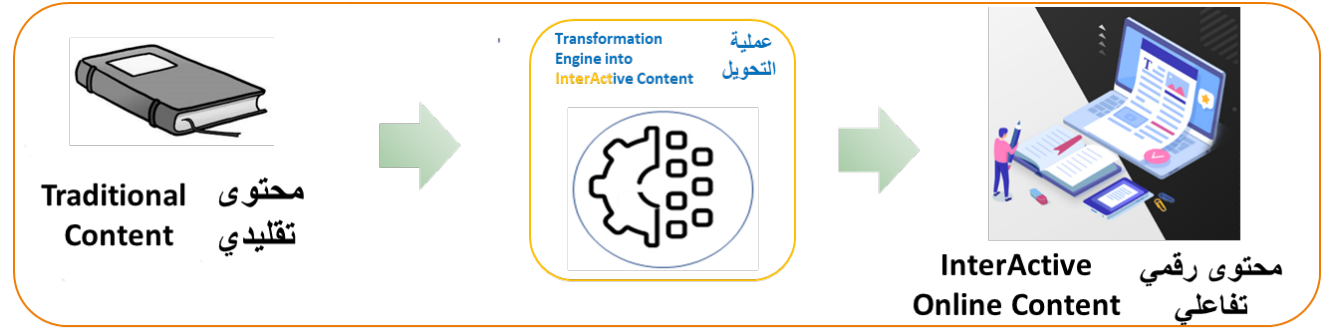 Traditional
Content
محتوى
تقليدي
Transformation
Engine into
InterActive Content
عملية
التحويل
T
InterActive
Online Content
محتوى رقمي
تفاعلي